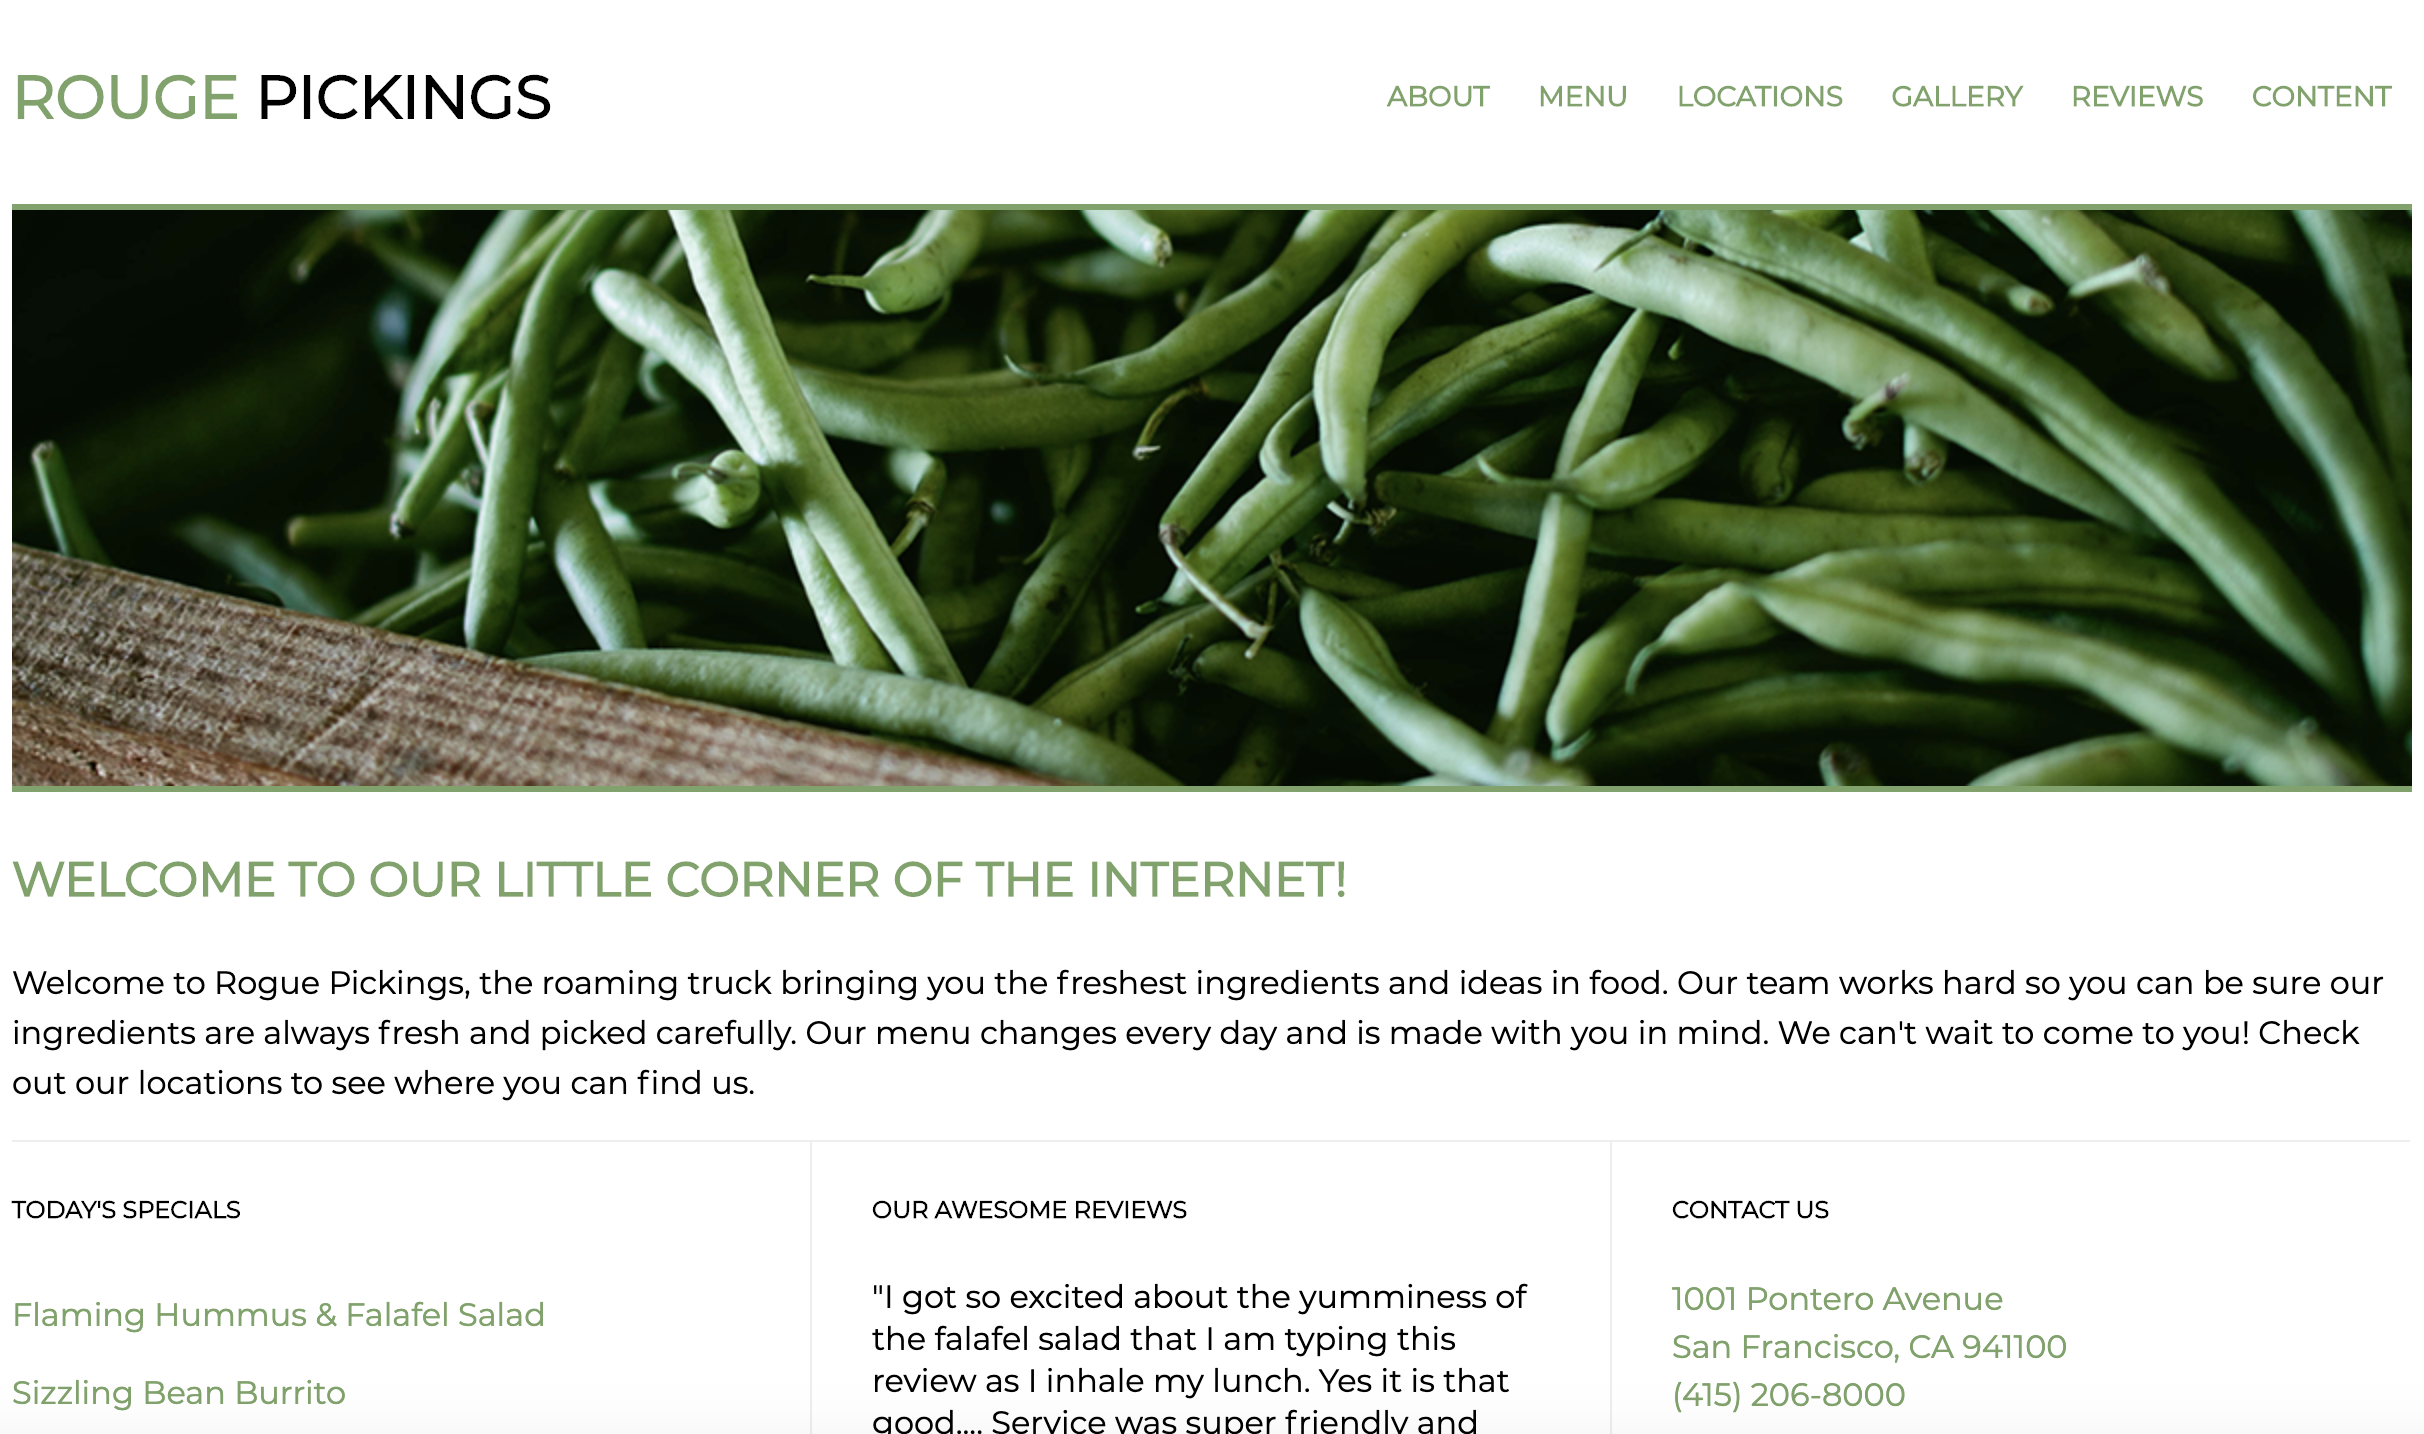 ROUGE PICKINGS
ABOUT MENU LOCATIONS GALLERY REVIEWS CONTENT
WELCOME TO OUR LITTLE CORNER OF THE INTERNET!
Welcome to Rogue Pickings, the roaming truck bringing you the freshest ingredients and ideas in food. Our team works hard so you can be sure our
ingredients are always fresh and picked carefully. Our menu changes every day and is made with you in mind. We can't wait to come to you! Check
out our locations to see where you can find us.
TODAY'S SPECIALS
Flaming Hummus & Falafel Salad
Sizzling Bean Burrito
OUR AWESOME REVIEWS
"I got so excited about the yumminess of
the falafel salad that I am typing this
review as I inhale my lunch. Yes it is that
good.... Service was super friendly and
CONTACT US
1001 Pontero Avenue
San Francisco, CA 941100
(415) 206-8000